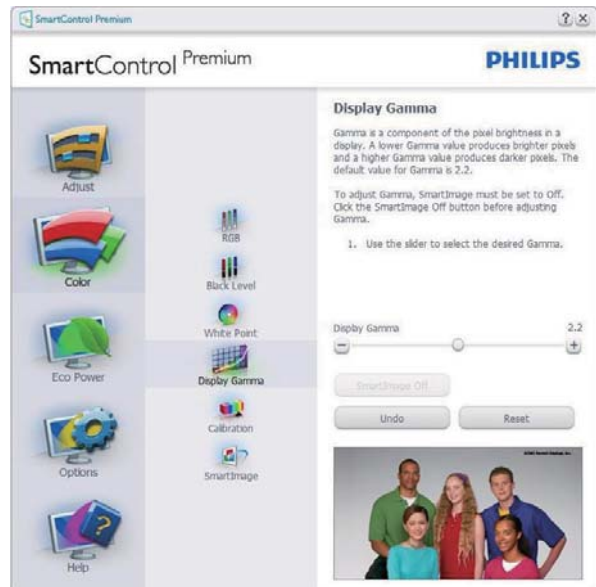 SmartControl Premium
SmartControl Premium
PHILIPS
Adjust
Color
Eco Power
Options
Help
RGB
Black Level
White Point
Display Gamma
Calibration
SmartImage
Display Gamma
Gamma is a component of the pixel brightness in a
display. A lower Gamma value produces brighter pixels
and a higher Gamma value produces darker pixels. The
default value for Gamma is 2.2.
To adjust Gamma, SmartImage must be set to Off.
Click the SmartImage Off button before adjusting
Gamma.
1. Use the slider to select the desired Gamma.
Display Gamma 2.2
SmartImage Off
Undo
Reset